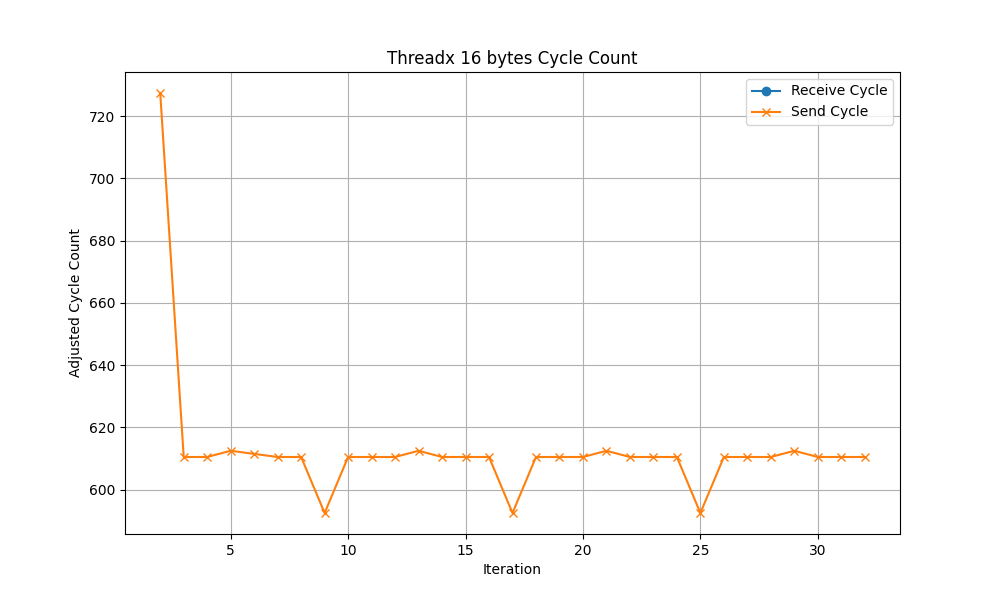 Threadx 16 bytes Cycle Count
Receive Cycle
Send Cycle
Adjusted Cycle Count
720
700
680
660
640
620
600
5 10 15 20 25 30
Iteration